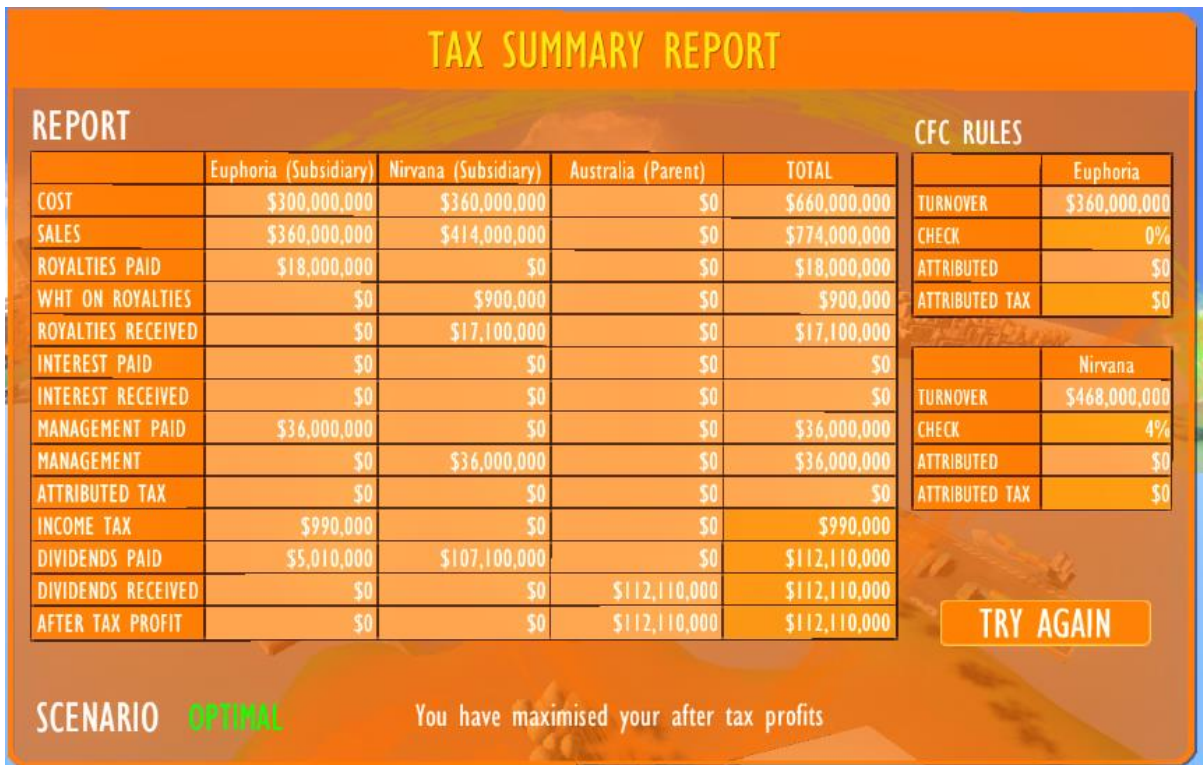 TAX SUMMARY REPORT
REPORT
Euphoria (Subsidiary) Nirvana (Subsidiary) Australia (Parent) TOTAL
COST $300,000,000 $360,000,000 $0 $660,000,000
SALES $360,000,000 $414,000,000 $0 $774,000,000
ROYALTIES PAID $18,000,000 $0 $0 $18,000,000
WHT ON ROYALTIES $0 $900,000 $0 $900,000
ROYALTIES RECEIVED $0 $17,100,000 $0 $17,100,000
INTEREST PAID $0 $0 $0 $0
INTEREST RECEIVED $0 $0 $0 $0
MANAGEMENT PAID $36,000,000 $0 $0 $36,000,000
MANAGEMENT $0 $36,000,000 $0 $36,000,000
ATTRIBUTED TAX $0 $0 $0 $0
INCOME TAX $990,000 $0 $0 $990,000
DIVIDENDS PAID $5,010,000 $107,100,000 $0 $112,110,000
DIVIDENDS RECEIVED $0 $0 $112,110,000 $112,110,000
AFTER TAX PROFIT $0 $0 $112,110,000 $112,110,000
CFC RULES
Euphoria
TURNOVER $360,000,000
CHECK 0%
ATTRIBUTED $0
ATTRIBUTED TAX $0
Nirvana
TURNOVER $468,000,000
CHECK 4%
ATTRIBUTED $0
ATTRIBUTED TAX $0
TRY AGAIN
SCENARIO OPTIMAL You have maximised your after tax profits